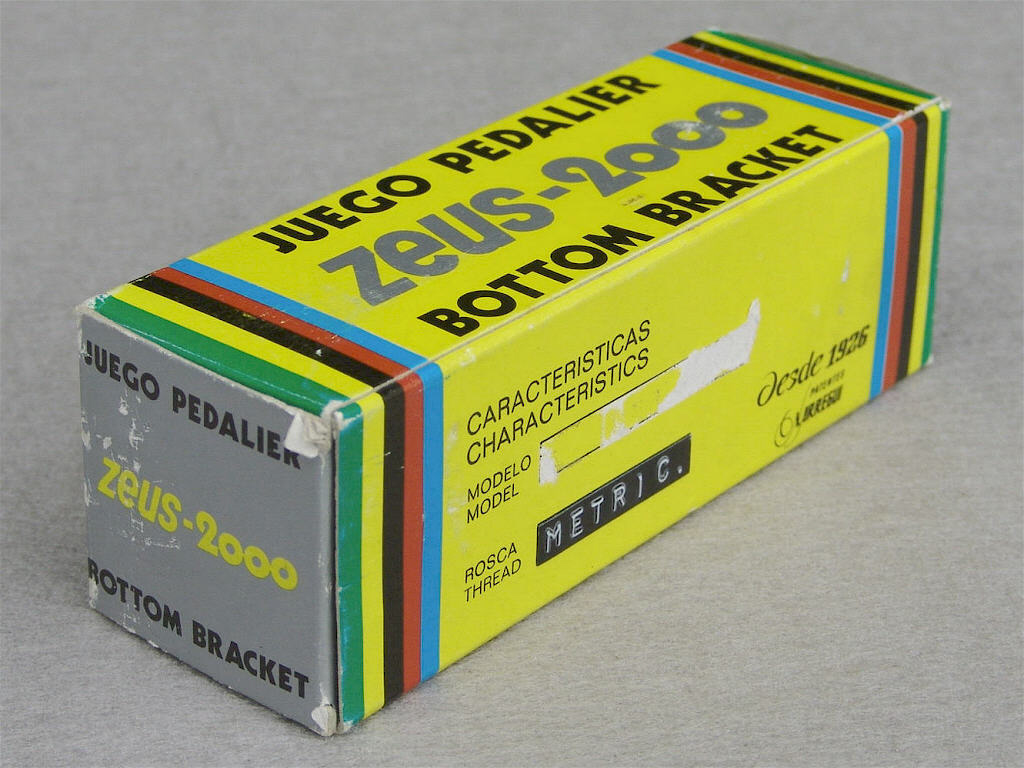 JUEGO PEDALIER
zeus-2000
BOTTOM BRACKET
CARACTERISTICAS
CHARACTERISTICS
MODELO
MODEL
ROSCA
THREAD
METRIC.
Desde 1926
PATENTES
JUEGO PEDALIER
zeus-2000
BOTTOM BRACKET